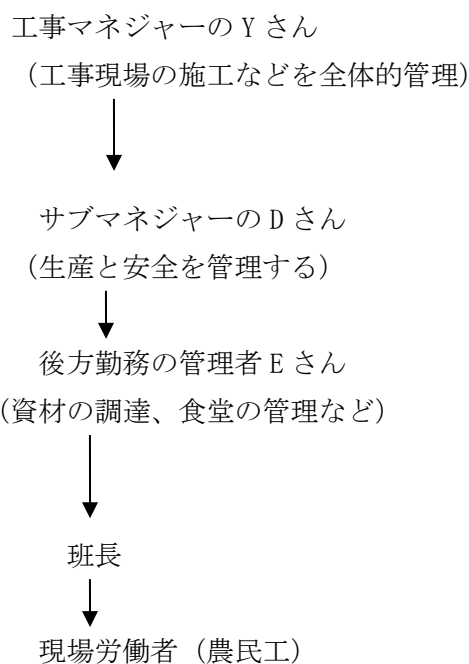 工事マネジャーの Y さん
(工事現場の施工などを全体的管理)
サブマネジャーの D さん
(生産と安全を管理する)
後方勤務の管理者 E さん
(資材の調達、食堂の管理など)
班長
現場労働者 (農民工)